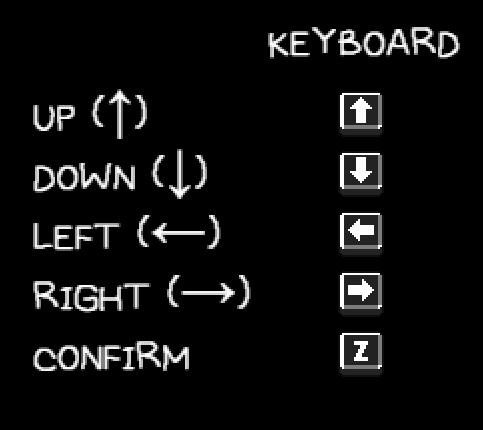 KEYBOARD
UP (↑) ↑
DOWN (↓) ↓
LEFT (←) ←
RIGHT (→) →
CONFIRM Z